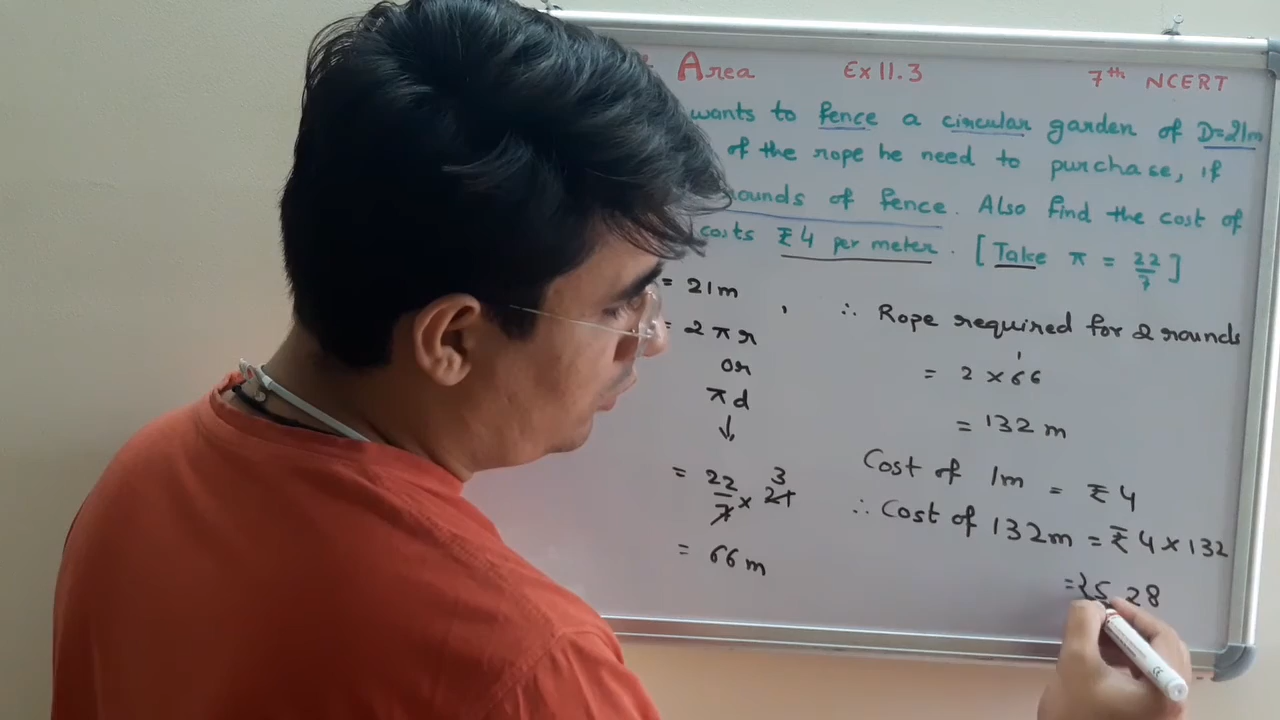 Area Ex 11.3 7th NCERT
wants to fence a circular garden of D=21m
of the rope he need to purchase, if
ounds of fence. Also find the cost of
costs ₹4 per meter. [Take π = 22/7]
= 21m
= 2πr
or
πd
↓
= 22/7 × 21 3
= 66m
∴ Rope required for 2 rounds
= 2 × 66
= 132 m
Cost of 1m = ₹4
∴ Cost of 132m = ₹4×132
= ₹528